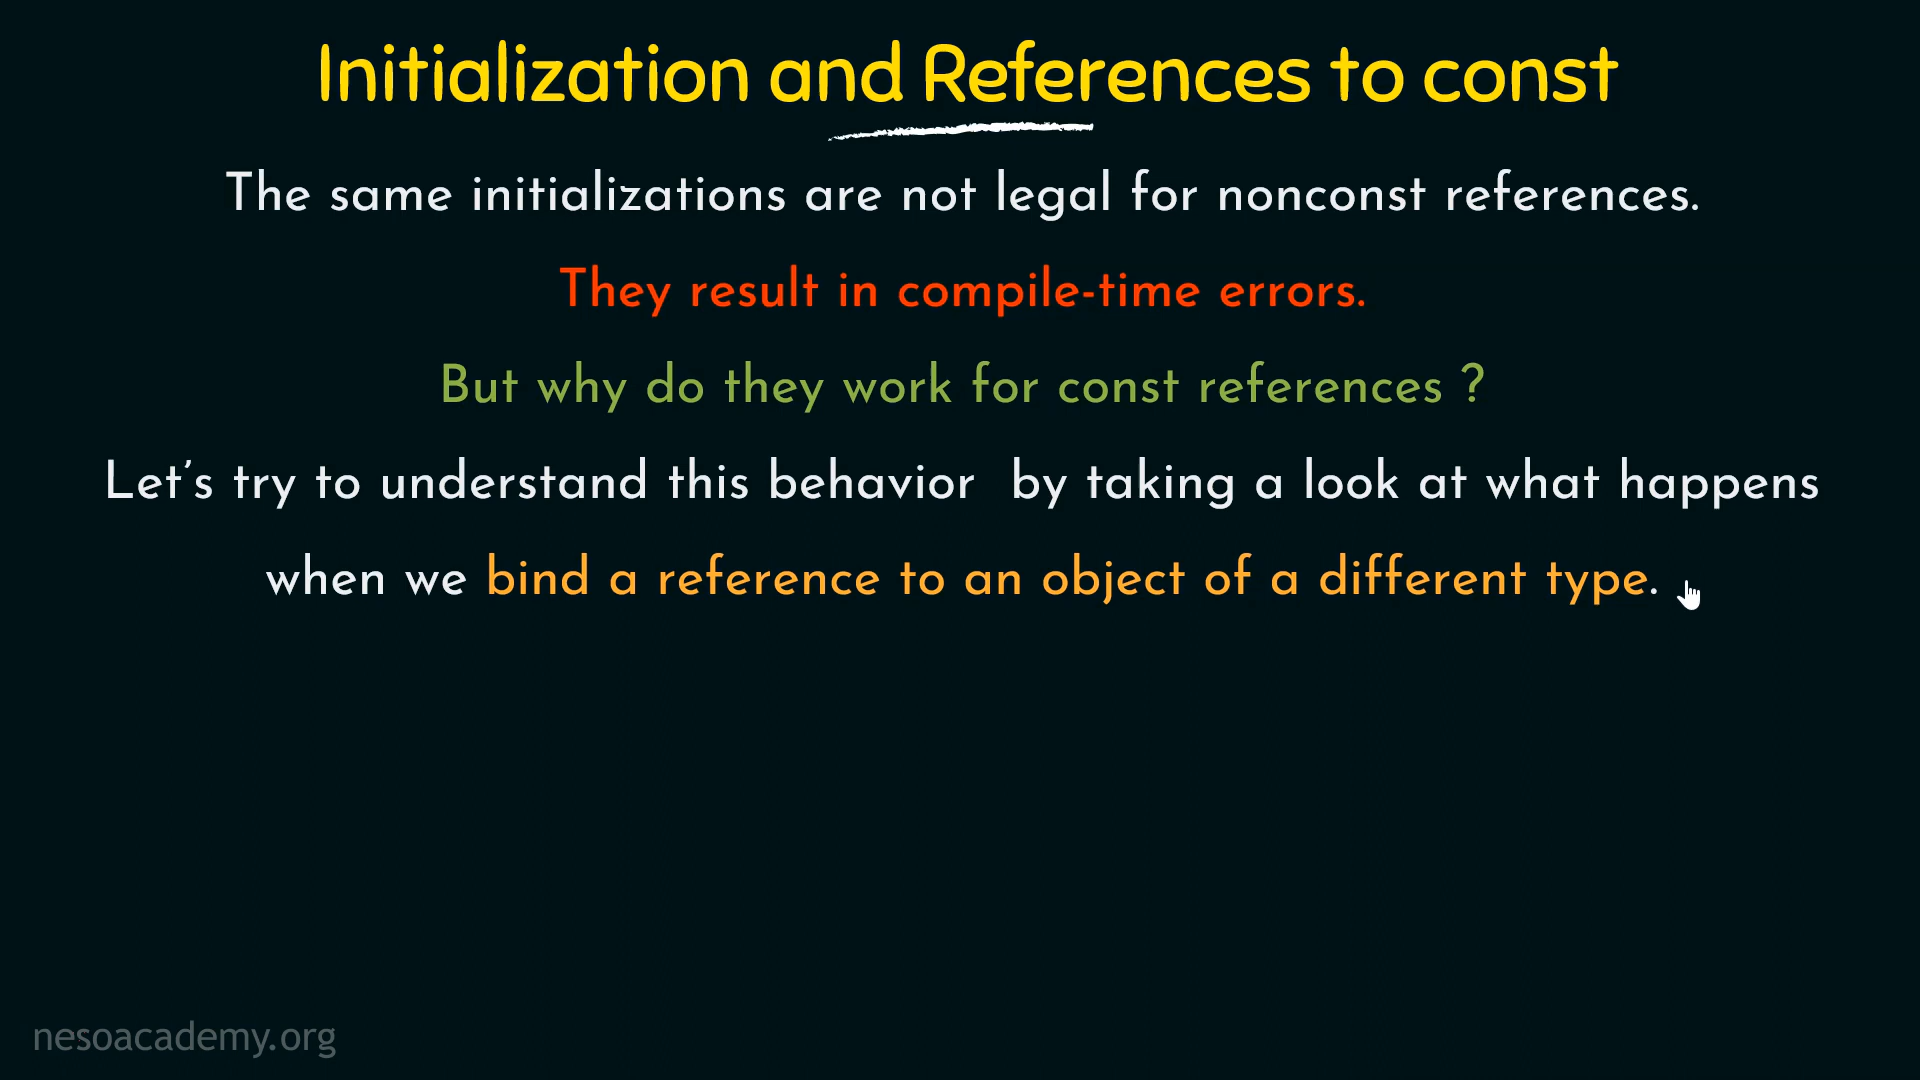 Initialization and References to const
The same initializations are not legal for nonconst references.
They result in compile-time errors.
But why do they work for const references ?
Let's try to understand this behavior  by taking a look at what happens
when we bind a reference to an object of a different type.
nesoacademy.org